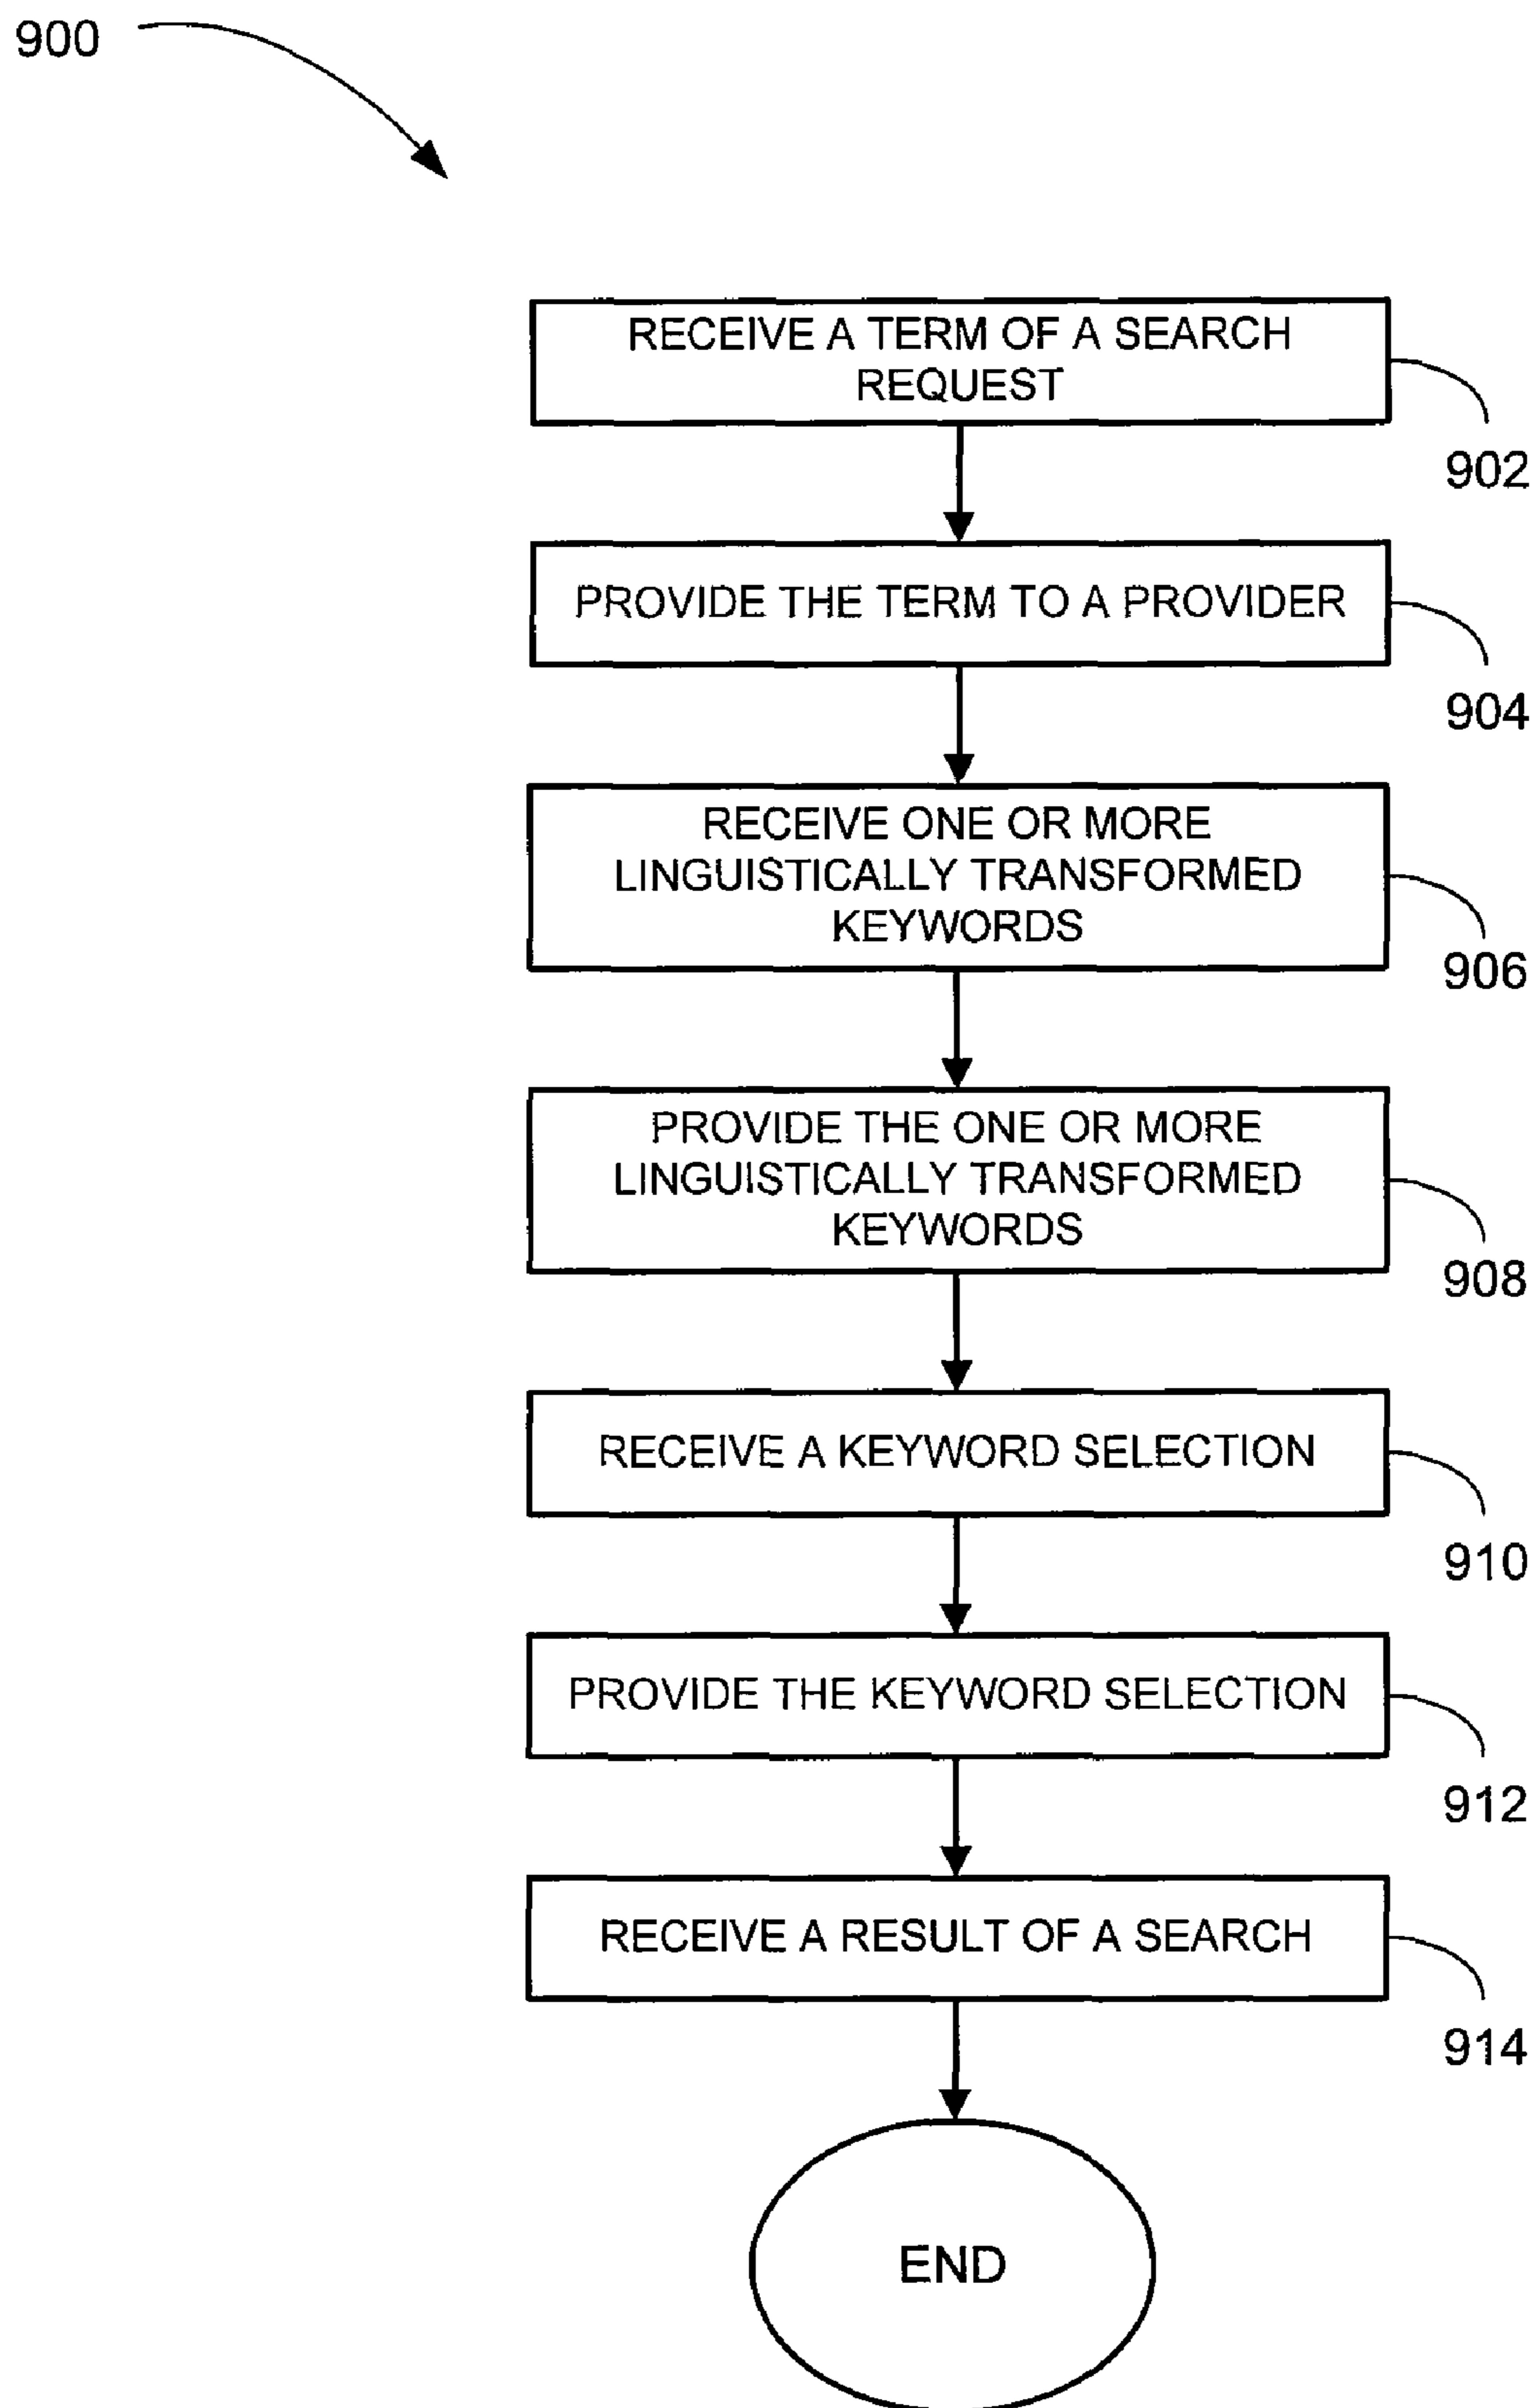 900
RECEIVE A TERM OF A SEARCH
REQUEST
902
PROVIDE THE TERM TO A PROVIDER
904
RECEIVE ONE OR MORE
LINGUISTICALLY TRANSFORMED
KEYWORDS
906
PROVIDE THE ONE OR MORE
LINGUISTICALLY TRANSFORMED
KEYWORDS
908
RECEIVE A KEYWORD SELECTION
910
PROVIDE THE KEYWORD SELECTION
912
RECEIVE A RESULT OF A SEARCH
914
END